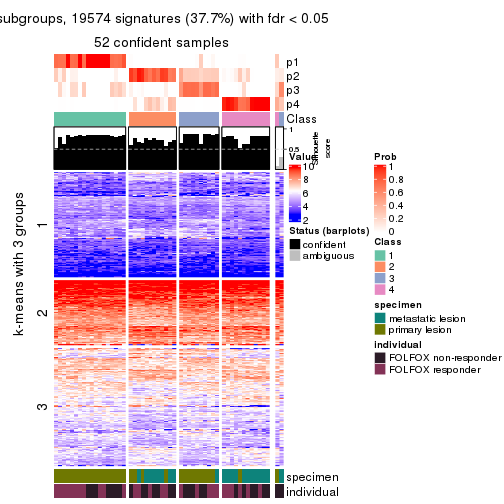 subgroups, 19574 signatures (37.7%) with fdr < 0.05
52 confident samples
p1
p2
p3
p4
Class
1
0.5
0
Silhouette
score
k-means with 3 groups
1
2
3
specimen
individual
Value
10
8
6
4
2
Status (barplots)
confident
ambiguous
Prob
1
0.8
0.6
0.4
0.2
0
Class
1
2
3
4
specimen
metastatic lesion
primary lesion
individual
FOLFOX non-responder
FOLFOX responder